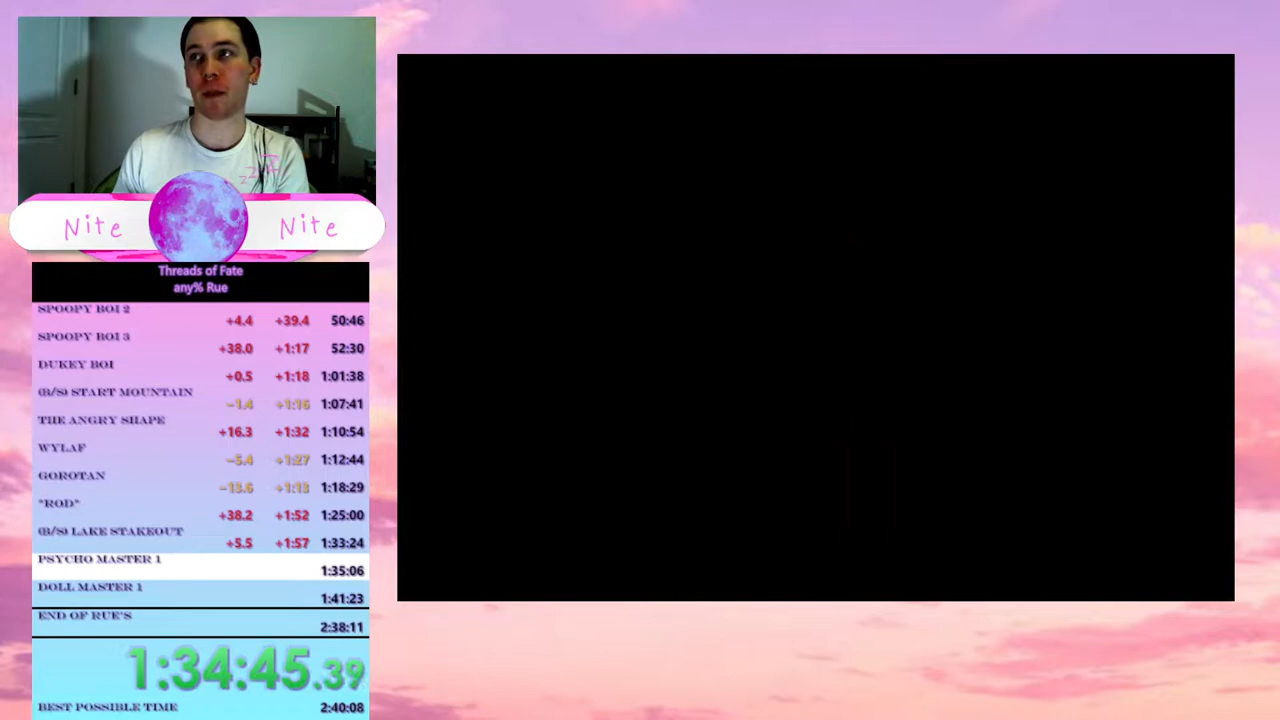 zzZ
Nite Nite
Threads of Fate
any% Rue
SPOOPY BOI 2
+4.4 +39.4 50:46
SPOOPY BOI 3
+38.0 +1:17 52:30
DUKEY BOI
+0.5 +1:18 1:01:38
(B/S) START MOUNTAIN
−1.4 +1:16 1:07:41
THE ANGRY SHAPE
+16.3 +1:32 1:10:54
WYLAF
−5.4 +1:27 1:12:44
GOROTAN
−13.6 +1:13 1:18:29
"ROD"
+38.2 +1:52 1:25:00
(B/S) LAKE STAKEOUT
+5.5 +1:57 1:33:24
PSYCHO MASTER 1
1:35:06
DOLL MASTER 1
1:41:23
END OF RUE'S
2:38:11
1:34:45.39
BEST POSSIBLE TIME 2:40:08